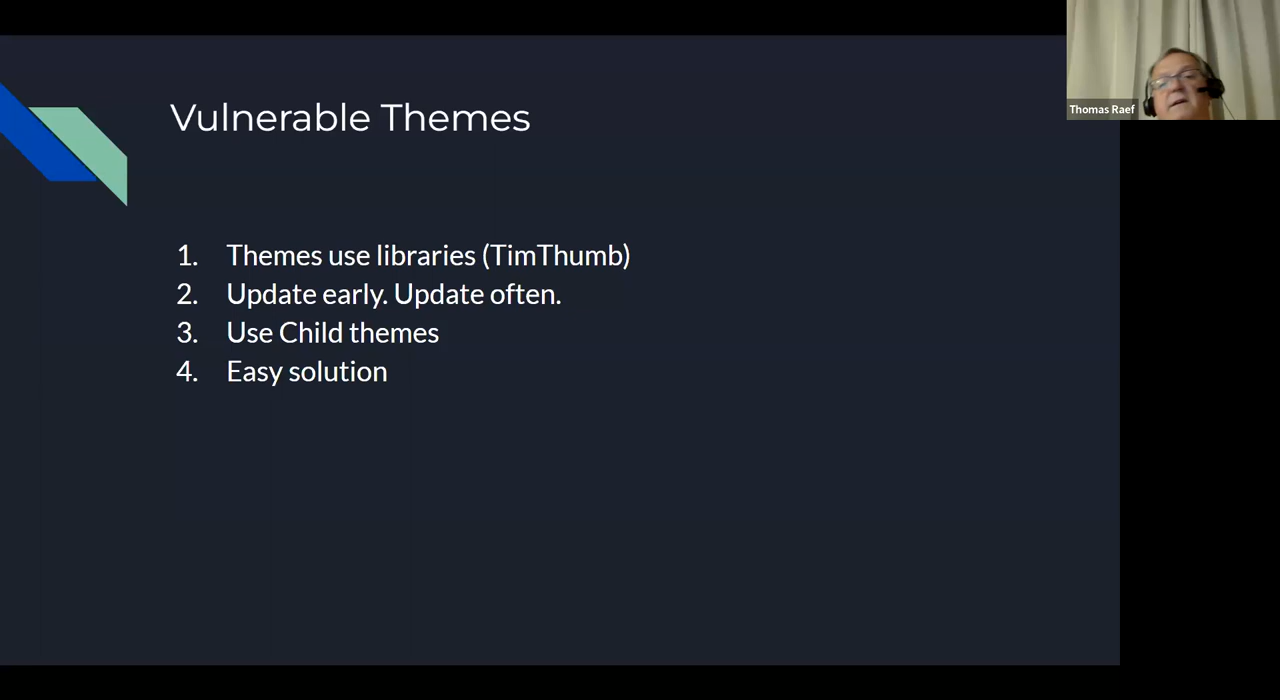 Vulnerable Themes
1. Themes use libraries (TimThumb)
2. Update early. Update often.
3. Use Child themes
4. Easy solution
Thomas Raef